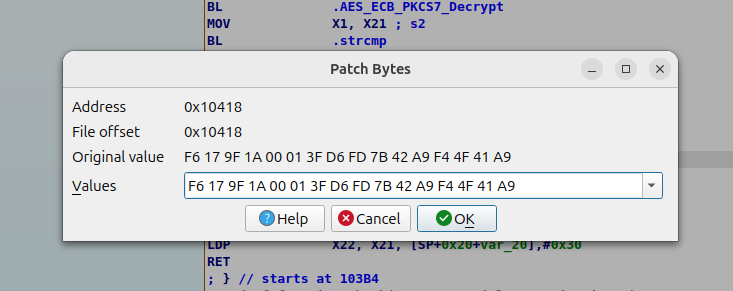 BL .AES_ECB_PKCS7_Decrypt
MOV X1, X21 ; s2
BL .strcmp
Patch Bytes
Address 0x10418
File offset 0x10418
Original value F6 17 9F 1A 00 01 3F D6 FD 7B 42 A9 F4 4F 41 A9
Values F6 17 9F 1A 00 01 3F D6 FD 7B 42 A9 F4 4F 41 A9
Help Cancel OK
LDP X22, X21, [SP+0x20+var_20],#0x30
RET
; } // starts at 103B4